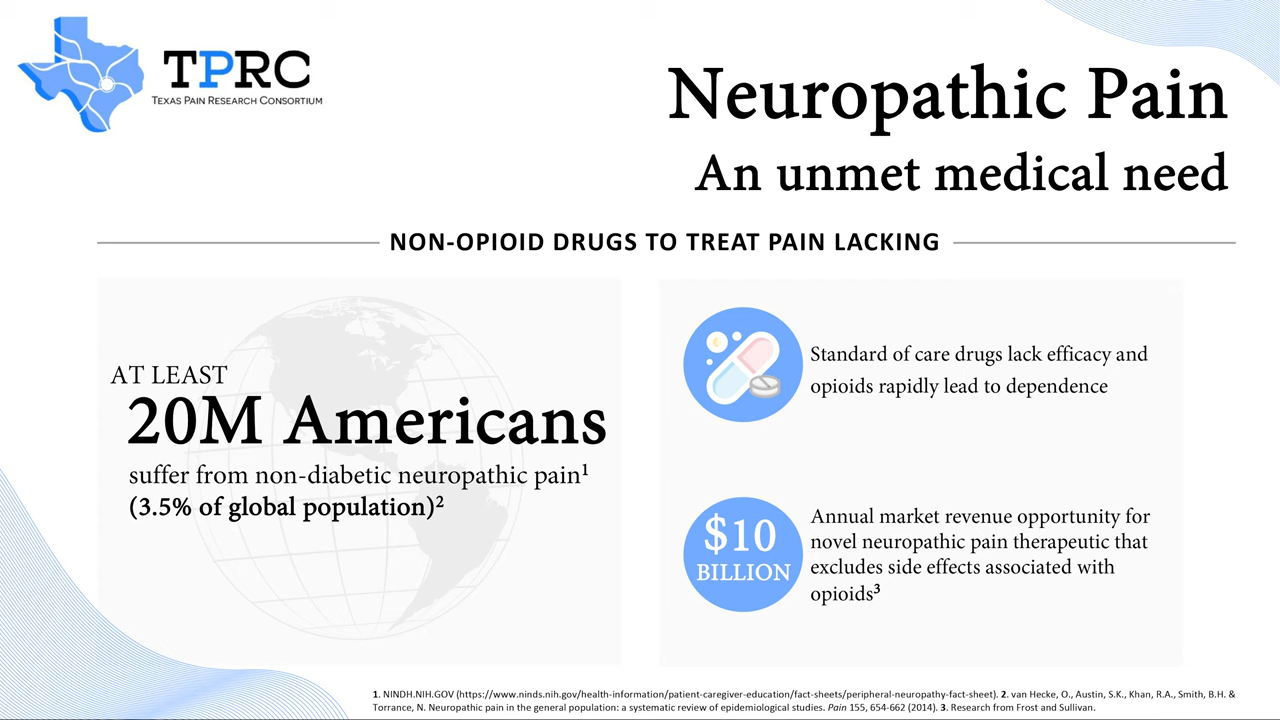 TPRC
TEXAS PAIN RESEARCH CONSORTIUM
Neuropathic Pain
An unmet medical need
NON-OPIOID DRUGS TO TREAT PAIN LACKING
AT LEAST
20M Americans
suffer from non-diabetic neuropathic pain¹
(3.5% of global population)²
Standard of care drugs lack efficacy and
opioids rapidly lead to dependence
$10
BILLION
Annual market revenue opportunity for
novel neuropathic pain therapeutic that
excludes side effects associated with
opioids³
1. NINDH.NIH.GOV (https://www.ninds.nih.gov/health-information/patient-caregiver-education/fact-sheets/peripheral-neuropathy-fact-sheet). 2. van Hecke, O., Austin, S.K., Khan, R.A., Smith, B.H. &
Torrance, N. Neuropathic pain in the general population: a systematic review of epidemiological studies. Pain 155, 654-662 (2014). 3. Research from Frost and Sullivan.